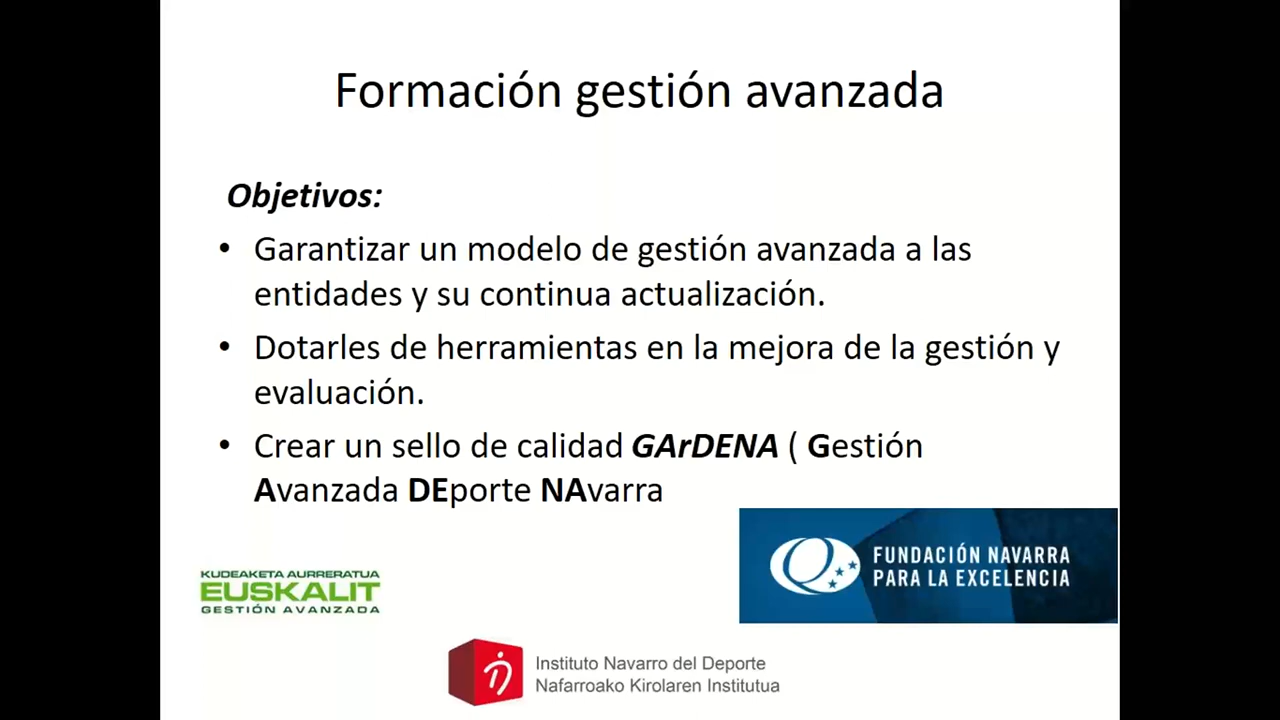 Formación gestión avanzada
Objetivos:
• Garantizar un modelo de gestión avanzada a las
entidades y su continua actualización.
• Dotarles de herramientas en la mejora de la gestión y
evaluación.
• Crear un sello de calidad GArDENA ( Gestión
Avanzada DEporte NAvarra
KUDEAKETA AURRERATUA
EUSKALIT
GESTIÓN AVANZADA
FUNDACIÓN NAVARRA
PARA LA EXCELENCIA
Instituto Navarro del Deporte
Nafarroako Kirolaren Institutua